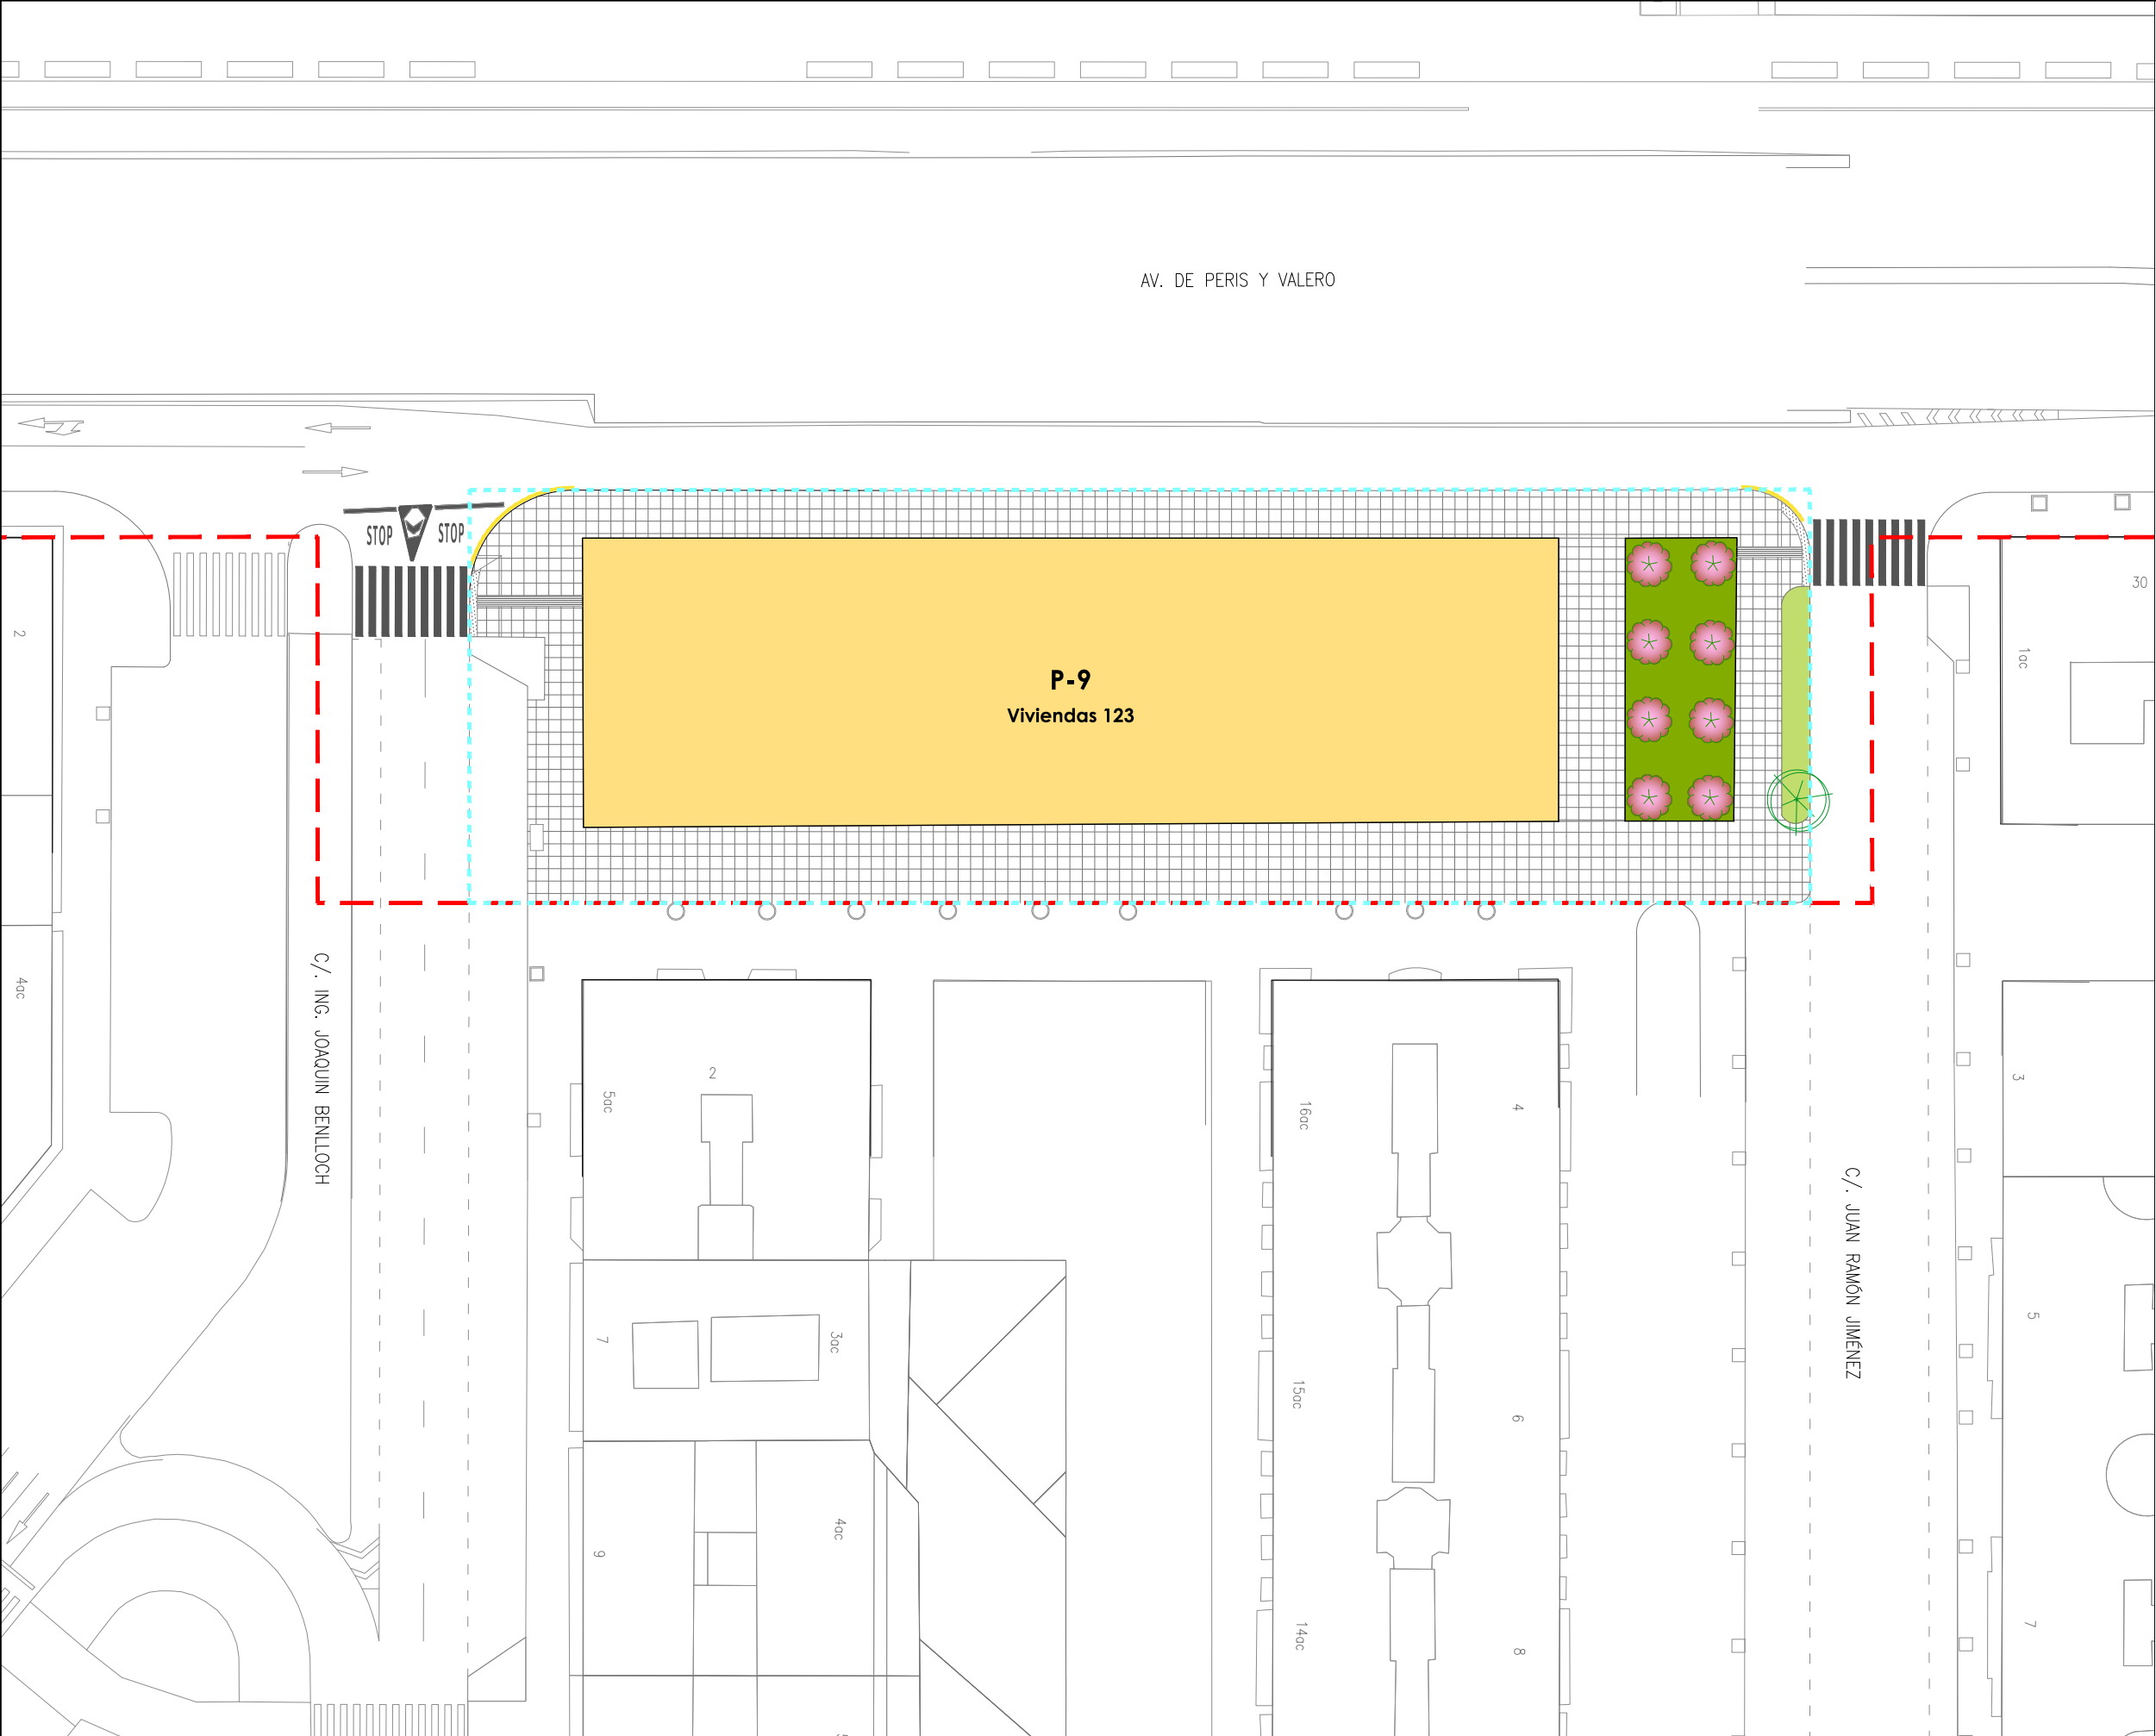 AV. DE PERIS Y VALERO
STOP
STOP
30
2
1ac
P-9
Viviendas 123
4ac
C/. ING. JOAQUIN BENLLOCH
2
5ac
16ac
4
3
C/. JUAN RAMÓN JIMÉNEZ
5
7
3ac
15ac
6
4ac
9
14ac
8
7